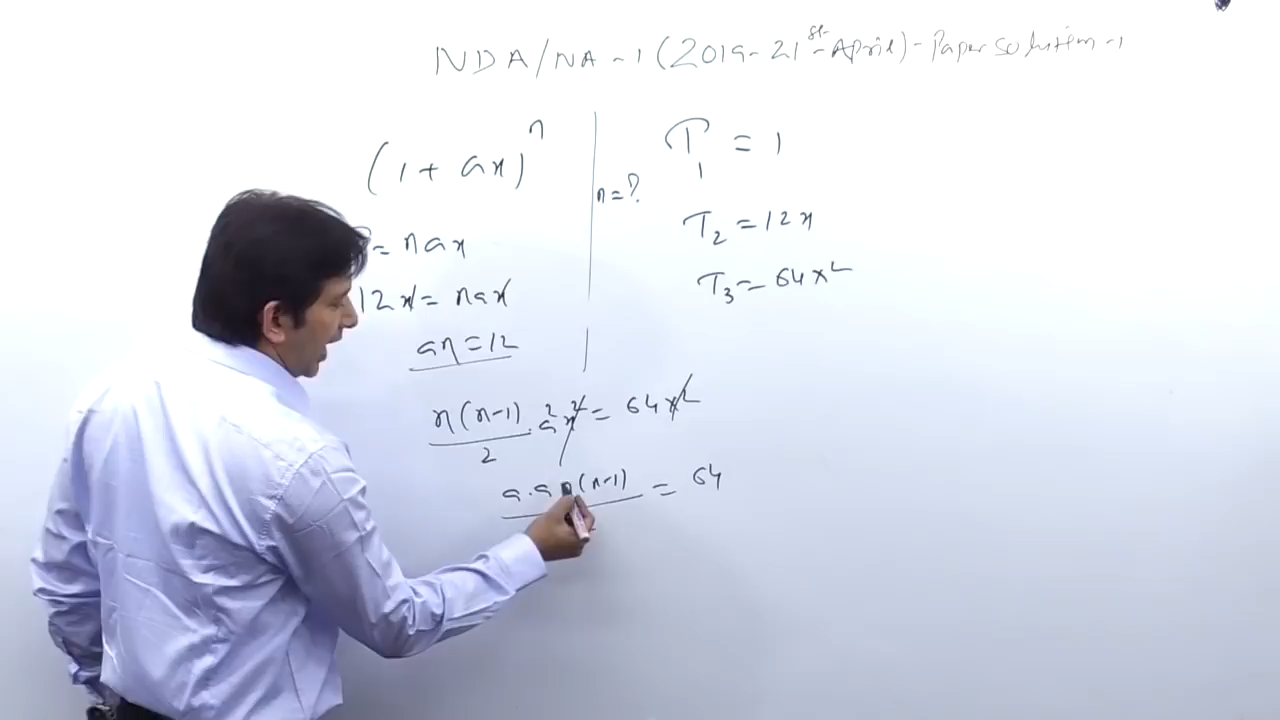 NDA/NA-1 (2019-21st-April)-Paper solution-1
(1 + ax)^n
n=?
T₁ = 1
= nax
T₂ = 12x
12x = nax
T₃ = 64x²
an = 12
n(n-1)/2 . a²x² = 64x²
a.a (n-1) = 64